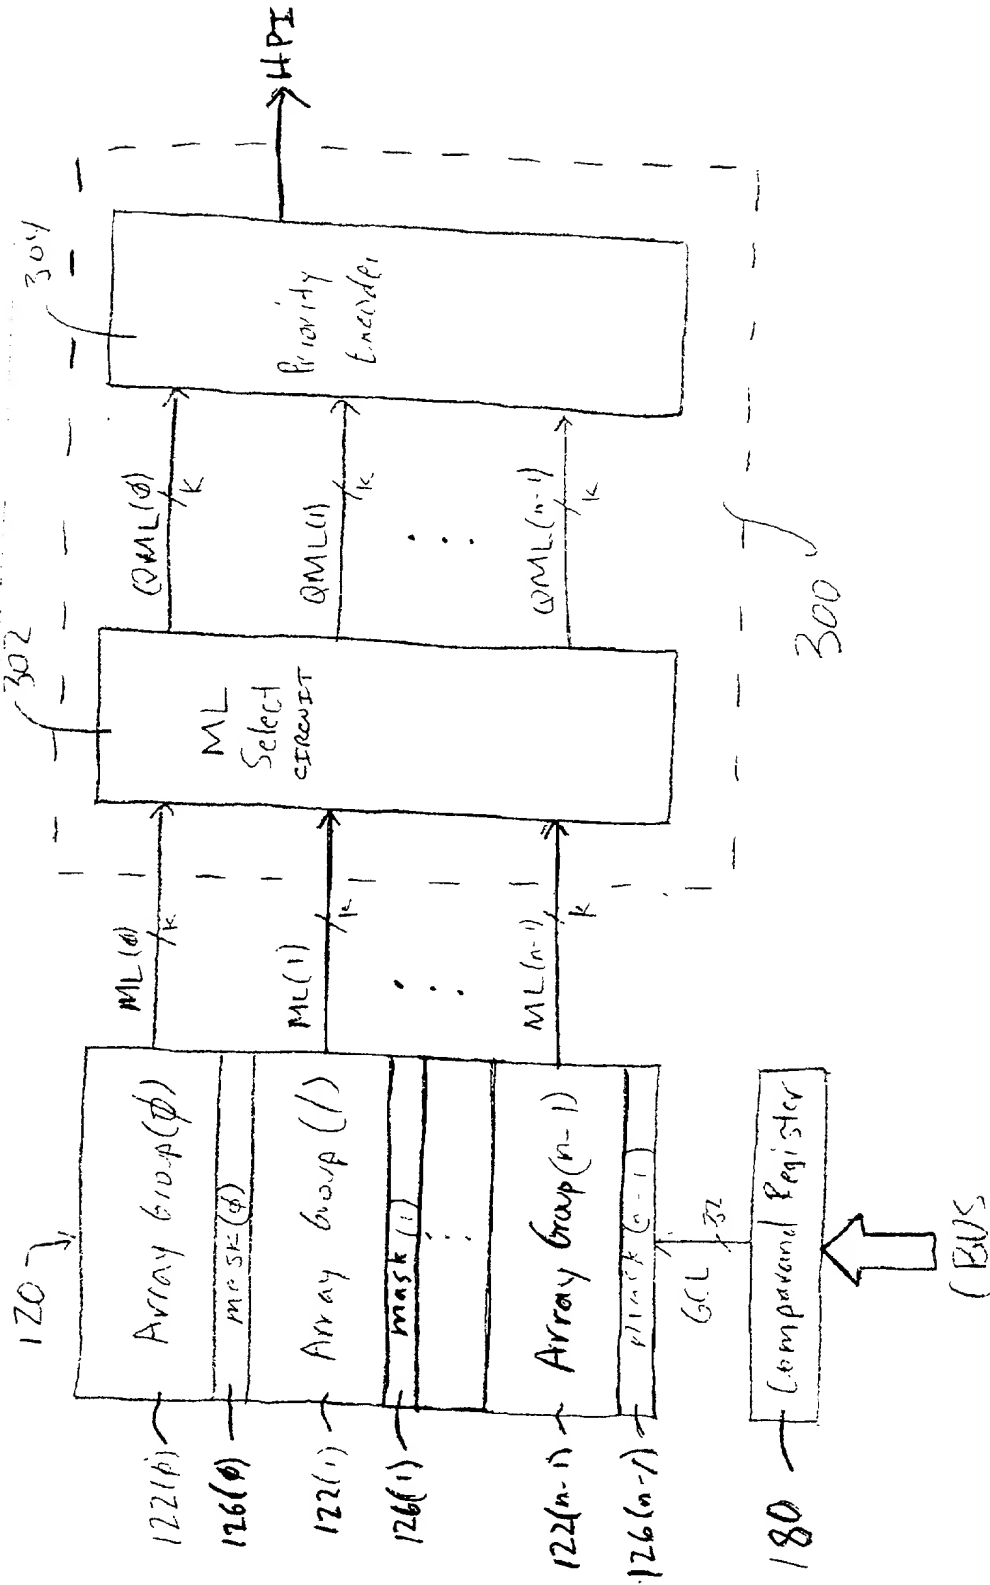 120
Array Group(ϕ)
mask(ϕ)
Array Group (1)
mask (1)
Array Group(n-1)
mask (n-1)
122(ϕ)
126(ϕ)
122(1)
126(1)
122(n-1)
126(n-1)
GCL
32
180
Comparand Register
CBUS
ML(ϕ)
K
ML(1)
K
ML(n-1)
K
302
ML
Select
CIRCUIT
QML(ϕ)
K
QML(1)
K
QML(n-1)
K
304
Priority
Encoder
HPI
300